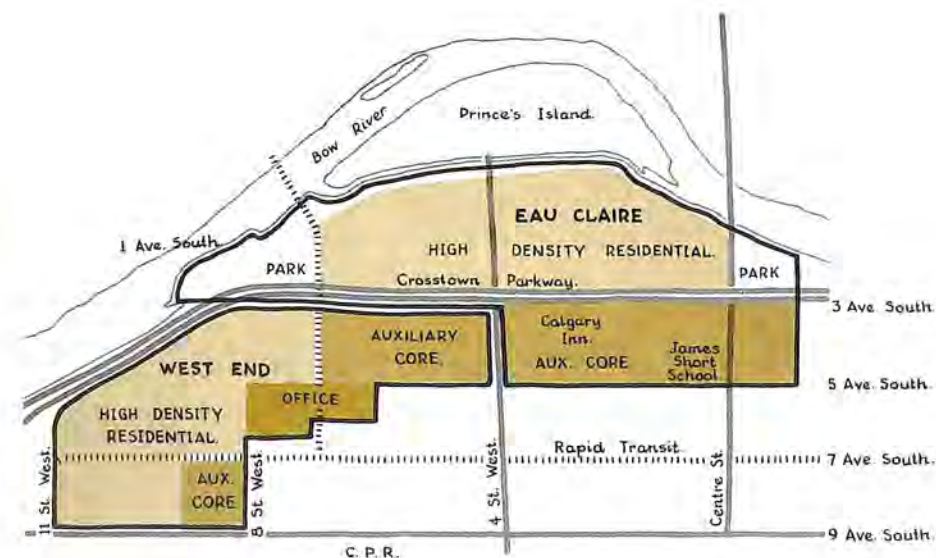 Bow River
Prince's Island.
1 Ave. South.
EAU CLAIRE
HIGH DENSITY RESIDENTIAL.
PARK
PARK
Crosstown Parkway.
3 Ave South.
Calgary
Inn.
AUXILIARY
CORE.
AUX. CORE
James
Short
School.
WEST END
5 Ave. South.
OFFICE
HIGH DENSITY
RESIDENTIAL.
Rapid Transit
7 Ave South.
AUX.
CORE
11 St West.
8 St West.
4 St. West.
Centre St.
9 Ave South.
C. P. R.